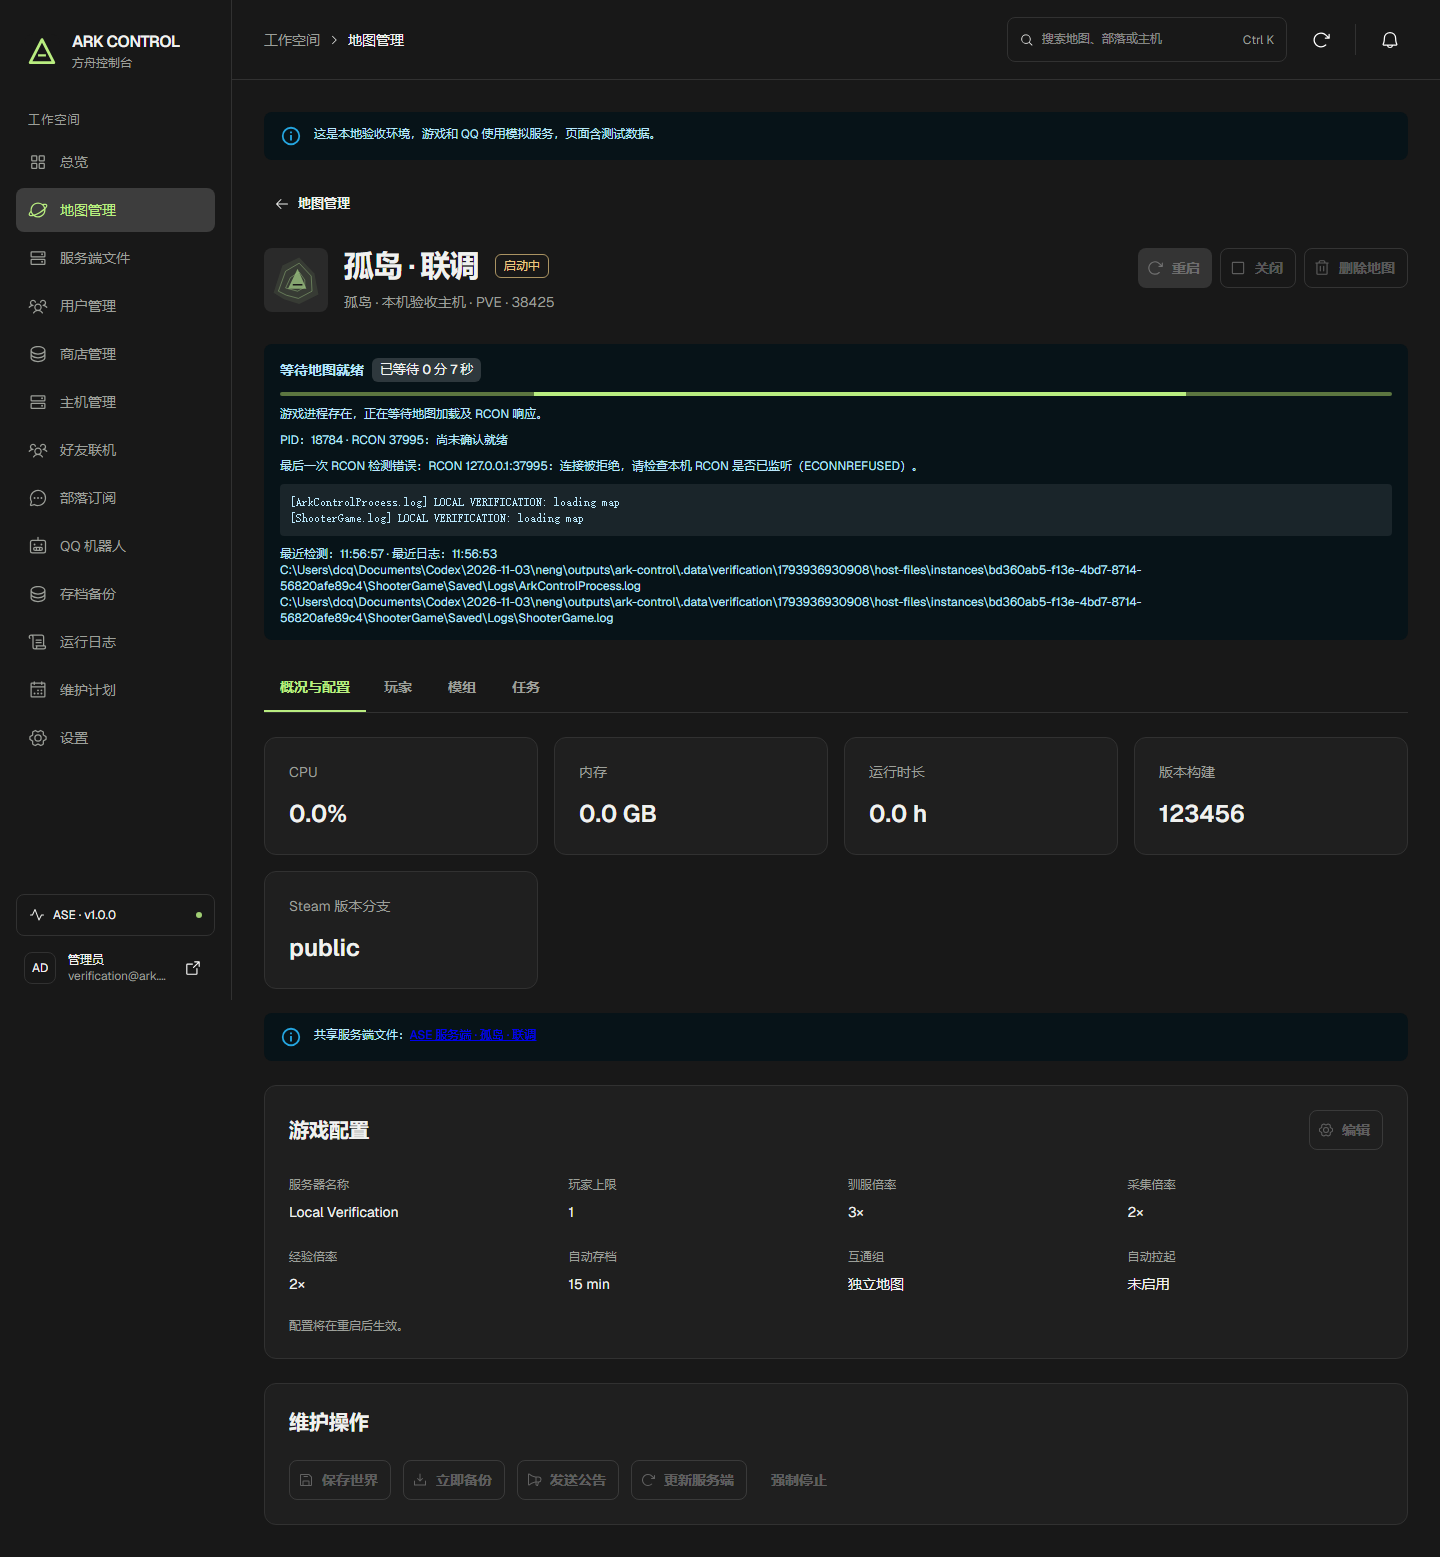 ARK CONTROL
方舟控制台
工作空间
总览
地图管理
服务端文件
用户管理
商店管理
主机管理
好友联机
部落订阅
QQ 机器人
存档备份
运行日志
维护计划
设置
ASE · v1.0.0
AD
管理员
verification@ark....
工作空间 > 地图管理
搜索地图、部落或主机 Ctrl K
这是本地验收环境，游戏和 QQ 使用模拟服务，页面含测试数据。
← 地图管理
孤岛 · 联调 启动中
孤岛 · 本机验收主机 · PVE · 38425
重启 关闭 删除地图
等待地图就绪 已等待 0 分 7 秒
游戏进程存在，正在等待地图加载及 RCON 响应。
PID：18784 · RCON 37995：尚未确认就绪
最后一次 RCON 检测错误：RCON 127.0.0.1:37995：连接被拒绝，请检查本机 RCON 是否已监听（ECONNREFUSED）。
[ArkControlProcess.log] LOCAL VERIFICATION: loading map
[ShooterGame.log] LOCAL VERIFICATION: loading map
最近检测：11:56:57 · 最近日志：11:56:53
C:\Users\dcq\Documents\Codex\2026-11-03\neng\outputs\ark-control\.data\verification\1793936930908\host-files\instances\bd360ab5-f13e-4bd7-8714-
56820afe89c4\ShooterGame\Saved\Logs\ArkControlProcess.log
C:\Users\dcq\Documents\Codex\2026-11-03\neng\outputs\ark-control\.data\verification\1793936930908\host-files\instances\bd360ab5-f13e-4bd7-8714-
56820afe89c4\ShooterGame\Saved\Logs\ShooterGame.log
概况与配置 玩家 模组 任务
CPU
0.0%
内存
0.0 GB
运行时长
0.0 h
版本构建
123456
Steam 版本分支
public
共享服务端文件：ASE 服务端 · 孤岛 · 联调
游戏配置
编辑
服务器名称 玩家上限 驯服倍率 采集倍率
Local Verification 1 3× 2×
经验倍率 自动存档 互通组 自动拉起
2× 15 min 独立地图 未启用
配置将在重启后生效。
维护操作
保存世界 立即备份 发送公告 更新服务端 强制停止